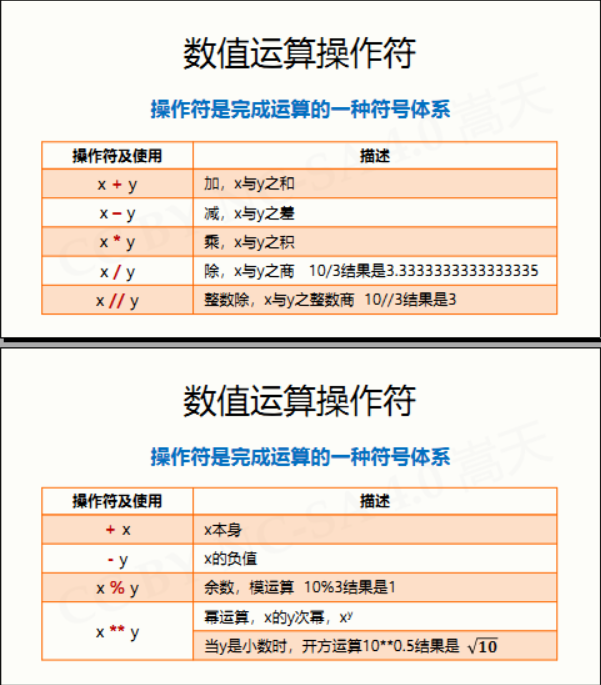 数值运算操作符
操作符是完成运算的一种符号体系
操作符及使用 描述
x + y 加，x与y之和
x – y 减，x与y之差
x * y 乘，x与y之积
x / y 除，x与y之商 10/3结果是3.3333333333333335
x // y 整数除，x与y之整数商 10//3结果是3
数值运算操作符
操作符是完成运算的一种符号体系
操作符及使用 描述
+ x x本身
- y x的负值
x % y 余数，模运算 10%3结果是1
x ** y 幂运算，x的y次幂，xʸ
当y是小数时，开方运算10**0.5结果是 √10